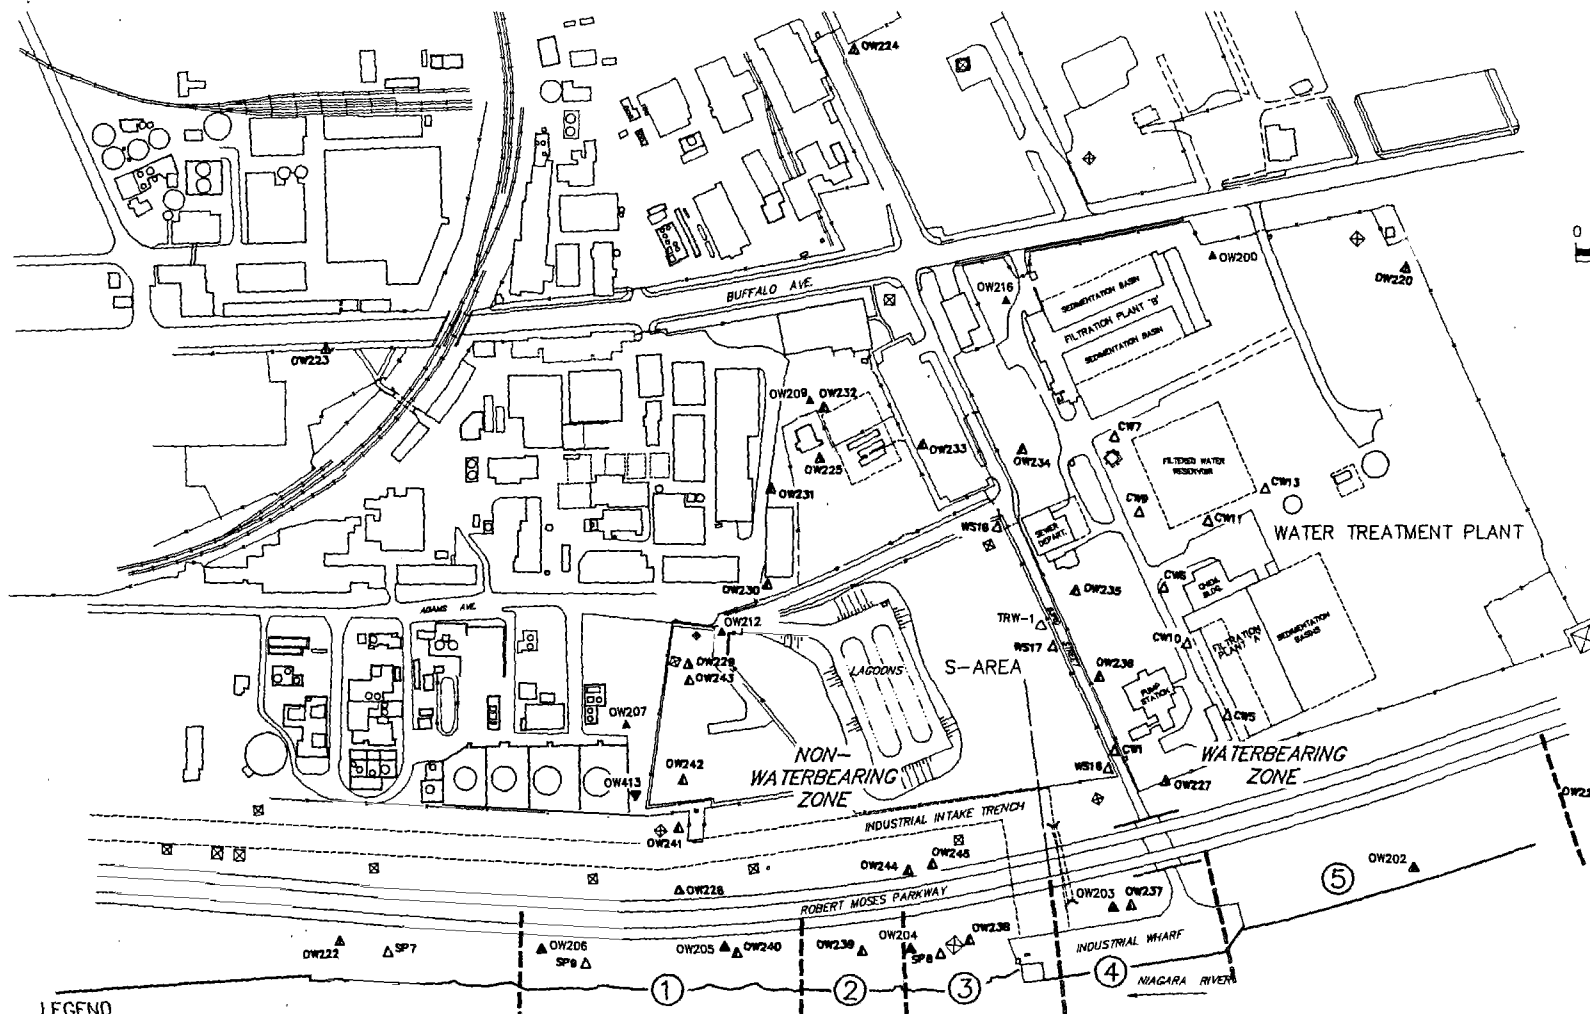 OW224
0
OW200
OW220
OW216
SEDIMENTATION BASIN
FILTRATION PLANT "B"
SEDIMENTATION BASIN
BUFFALO AVE.
OW223
OW209
OW232
OW233
OW234
OW225
OW231
CW7
FILTERED WATER
RESERVOIR
CW13
CW9
CW11
WS16
SEWER
DEPART.
WATER TREATMENT PLANT
OW230
OW235
CW6
CHEM.
BLDG.
ADAMS AVE.
OW212
TRW-1
WS17
STREET
CW10
FILTRATION
PLANT "A"
SEDIMENTATION
BASINS
OW229
OW243
LAGOONS
S-AREA
OW236
PUMP
STATION
OW207
CW5
CW1
NON-
WATERBEARING
ZONE
WATERBEARING
ZONE
OW242
OW413
WS18
OW227
INDUSTRIAL INTAKE TRENCH
OW241
OW244
OW245
OW202
5
OW228
ROBERT MOSES PARKWAY
OW203
OW237
OW222
SP7
OW206
SP9
OW205
OW240
OW239
OW204
SP8
OW238
INDUSTRIAL WHARF
1
2
3
4
NIAGARA RIVER
LEGEND